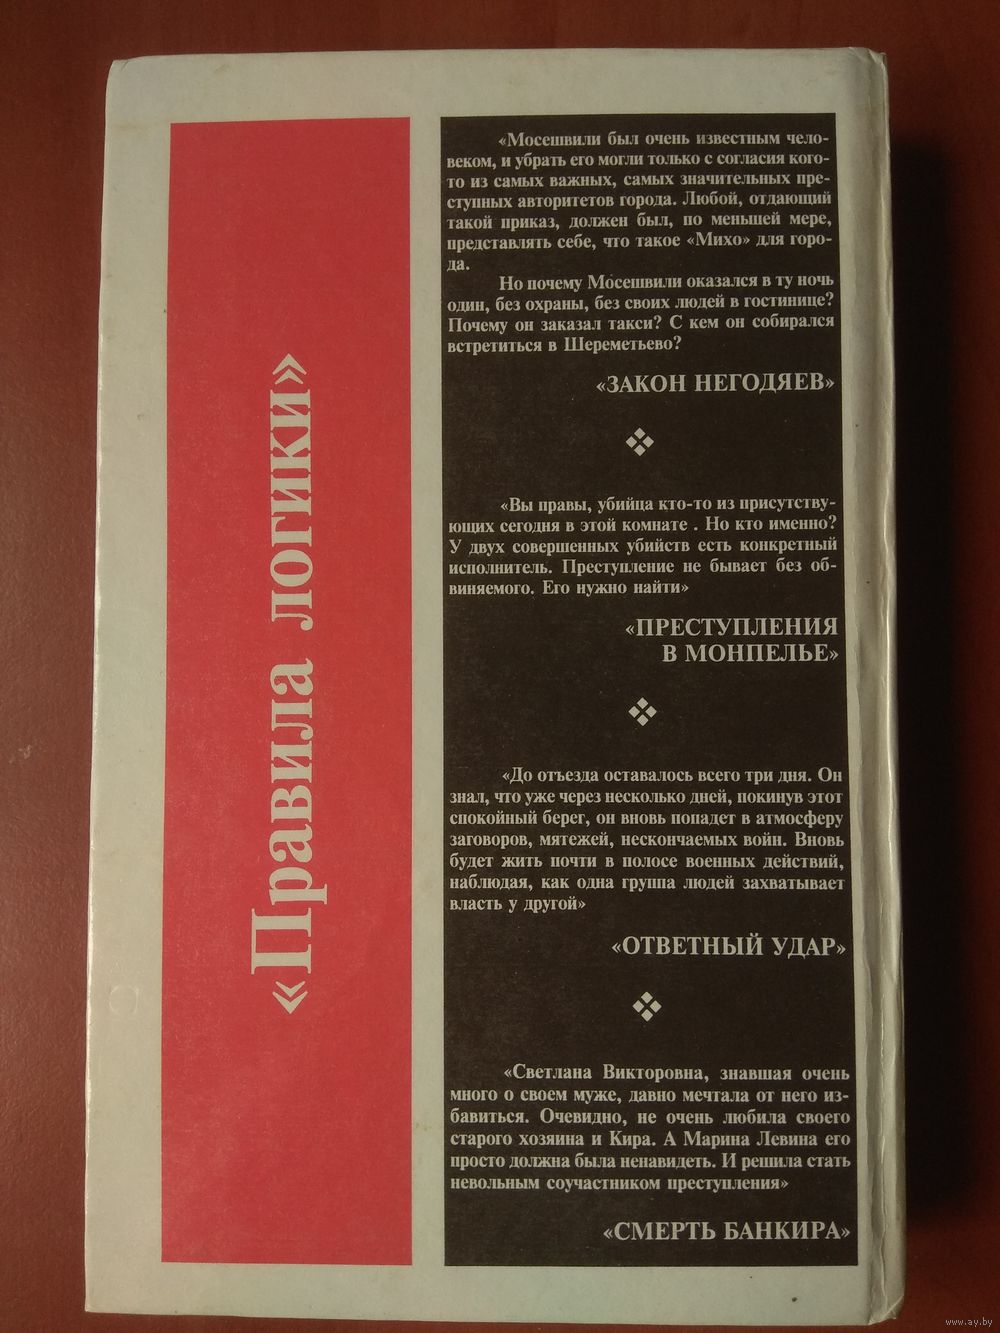 «Правила логики»
«Мосешвили был очень известным чело-
веком, и убрать его могли только с согласия кого-
то из самых важных, самых значительных пре-
ступных авторитетов города. Любой, отдающий
такой приказ, должен был, по меньшей мере,
представлять себе, что такое «Михо» для горо-
да.
Но почему Мосешвили оказался в ту ночь
один, без охраны, без своих людей в гостинице?
Почему он заказал такси? С кем он собирался
встретиться в Шереметьево?
«ЗАКОН НЕГОДЯЕВ»
«Вы правы, убийца кто-то из присутству-
ющих сегодня в этой комнате . Но кто именно?
У двух совершенных убийств есть конкретный
исполнитель. Преступление не бывает без об-
виняемого. Его нужно найти»
«ПРЕСТУПЛЕНИЯ
В МОНПЕЛЬЕ»
«До отъезда оставалось всего три дня. Он
знал, что уже через несколько дней, покинув этот
спокойный берег, он вновь попадет в атмосферу
заговоров, мятежей, нескончаемых войн. Вновь
будет жить почти в полосе военных действий,
наблюдая, как одна группа людей захватывает
власть у другой»
«ОТВЕТНЫЙ УДАР»
«Светлана Викторовна, знавшая очень
много о своем муже, давно мечтала от него из-
бавиться. Очевидно, не очень любила своего
старого хозяина и Кира. А Марина Левина его
просто должна была ненавидеть. И решила стать
невольным соучастником преступления»
«СМЕРТЬ БАНКИРА»
www.ay.by